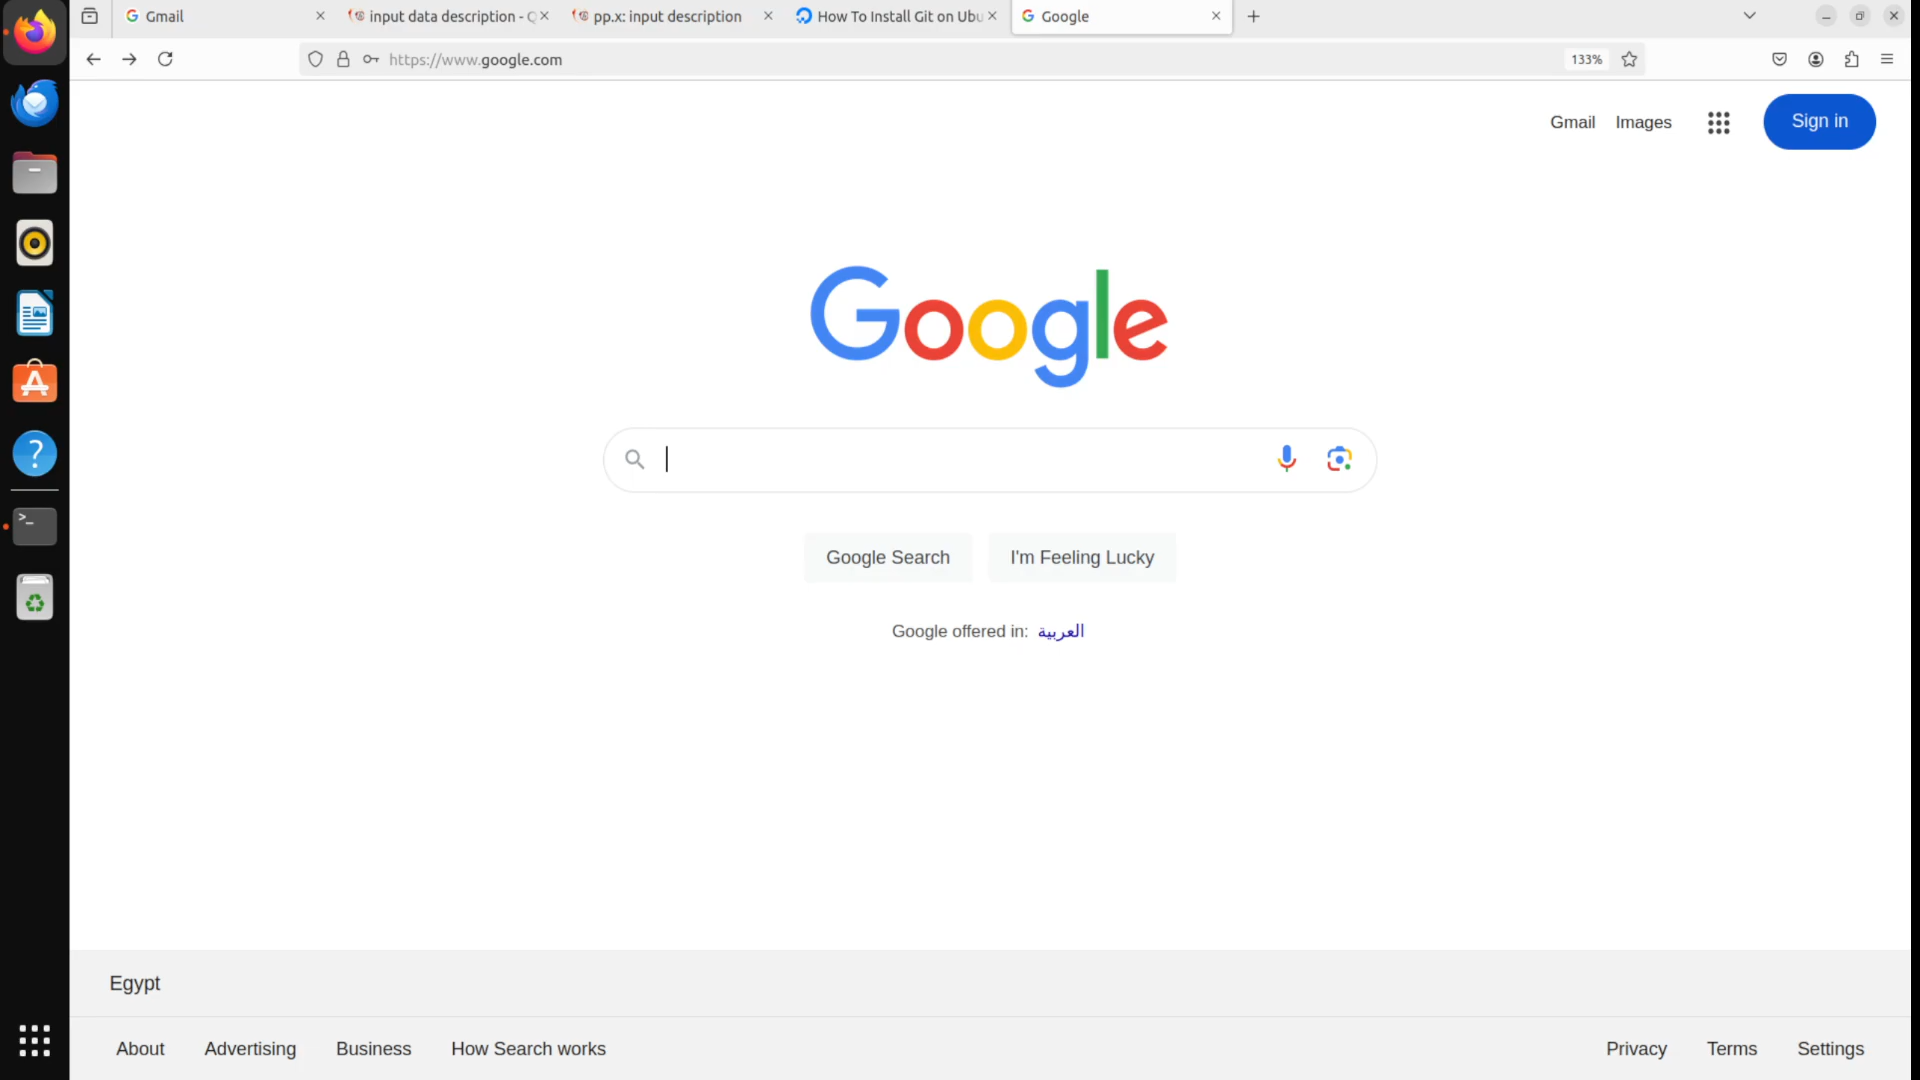 Gmail
input data description - Q
pp.x: input description
How To Install Git on Ubu
Google
https://www.google.com
133%
Gmail
Images
Sign in
Google
Google Search
I'm Feeling Lucky
Google offered in: العربية
Egypt
About
Advertising
Business
How Search works
Privacy
Terms
Settings